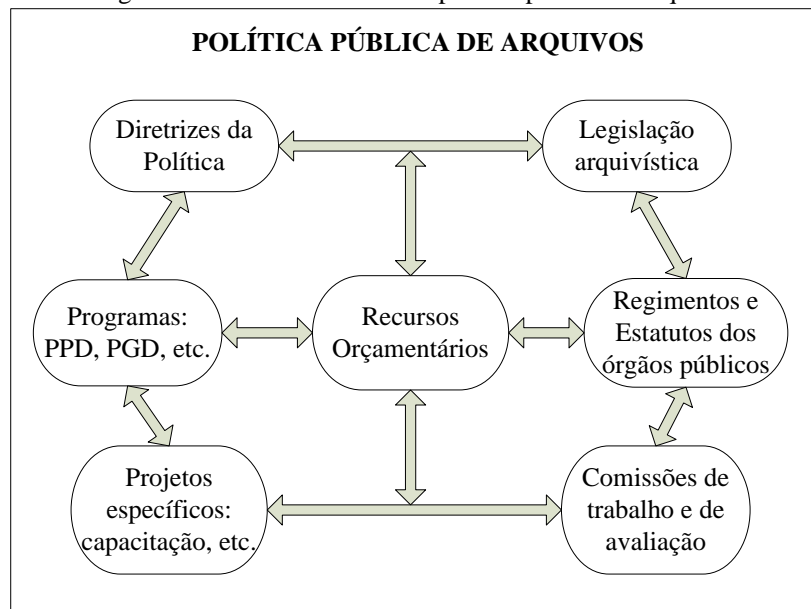 POLÍTICA PÚBLICA DE ARQUIVOS
Diretrizes da
Política
Legislação
arquivística
Programas:
PPD, PGD, etc.
Recursos
Orçamentários
Regimentos e
Estatutos dos
órgãos públicos
Projetos
específicos:
capacitação, etc.
Comissões de
trabalho e de
avaliação